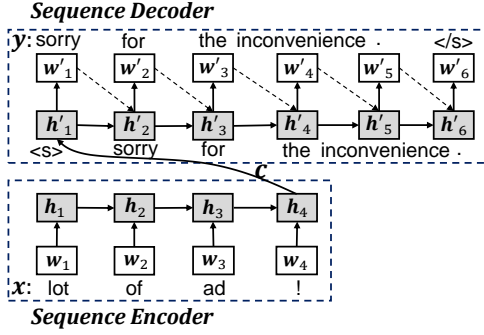 Sequence Decoder
y: sorry for the inconvenience . </s>
w'1 w'2 w'3 w'4 w'5 w'6
h'1 h'2 h'3 h'4 h'5 h'6
<s> sorry for the inconvenience .
c
h1 h2 h3 h4
w1 w2 w3 w4
x: lot of ad !
Sequence Encoder